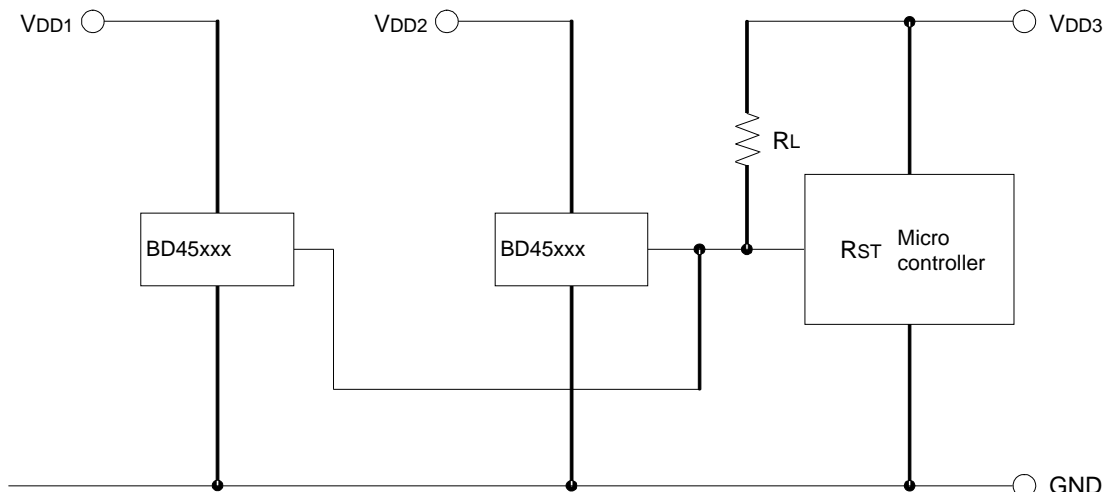 VDD1
VDD2
VDD3
RL
BD45xxx
BD45xxx
RST
Micro
controller
GND